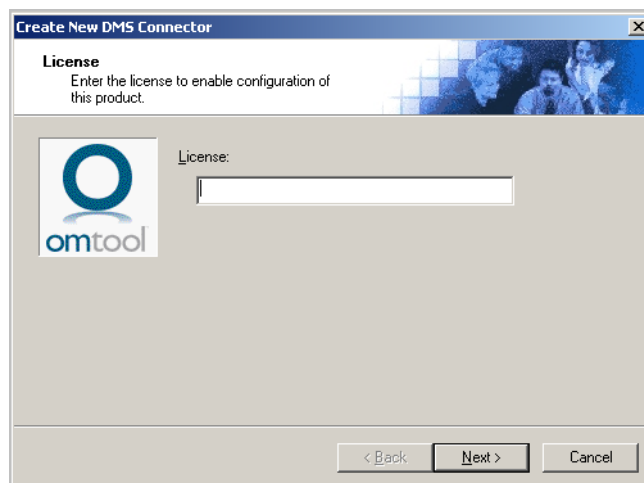 Create New DMS Connector
License
Enter the license to enable configuration of
this product.
License:
omtool
< Back
Next >
Cancel